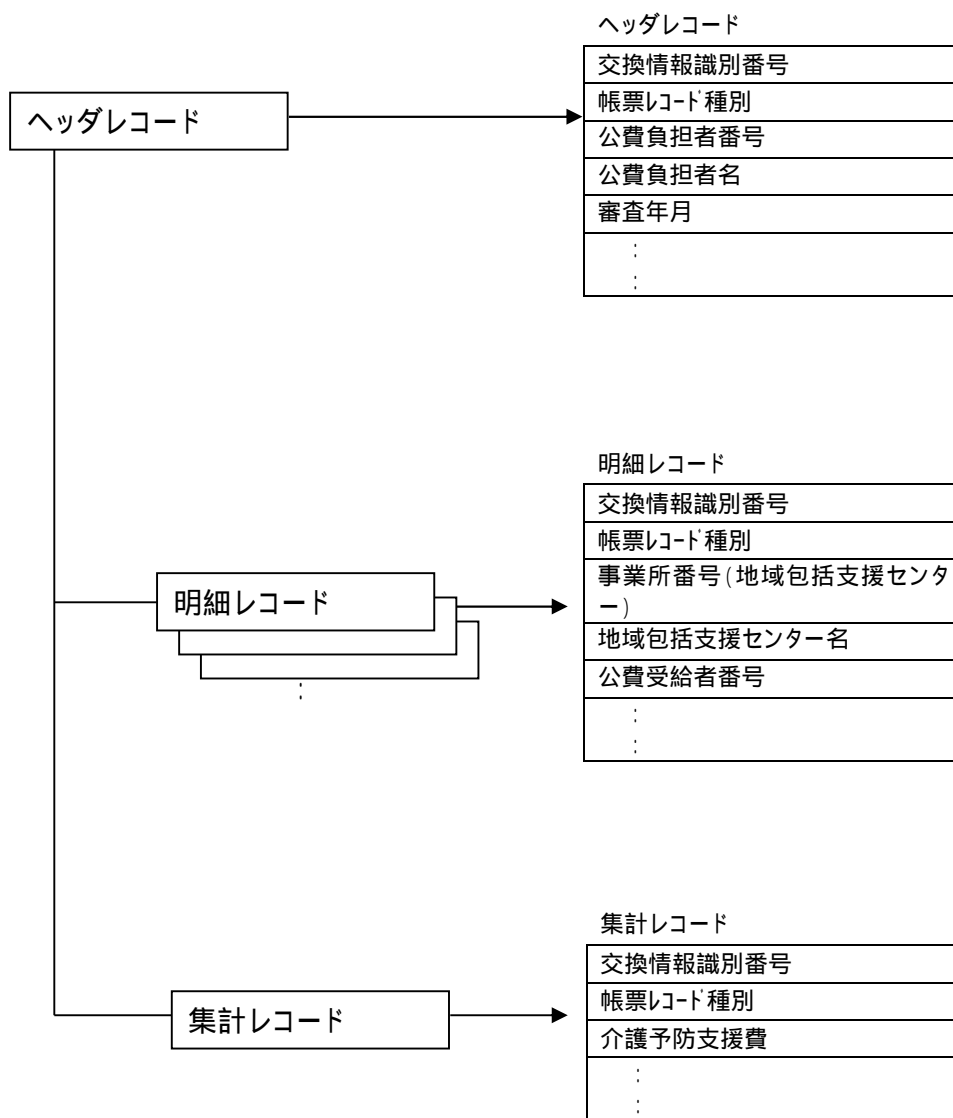 ヘッダレコード
交換情報識別番号
ヘッダレコード
帳票ﾚｺｰﾄﾞ種別
公費負担者番号
公費負担者名
審査年月
:
:
明細レコード
交換情報識別番号
帳票ﾚｺｰﾄﾞ種別
明細レコード
事業所番号(地域包括支援センタ
ー)
地域包括支援センター名
公費受給者番号
:
:
:
集計レコード
交換情報識別番号
帳票ﾚｺｰﾄﾞ種別
集計レコード
介護予防支援費
:
: